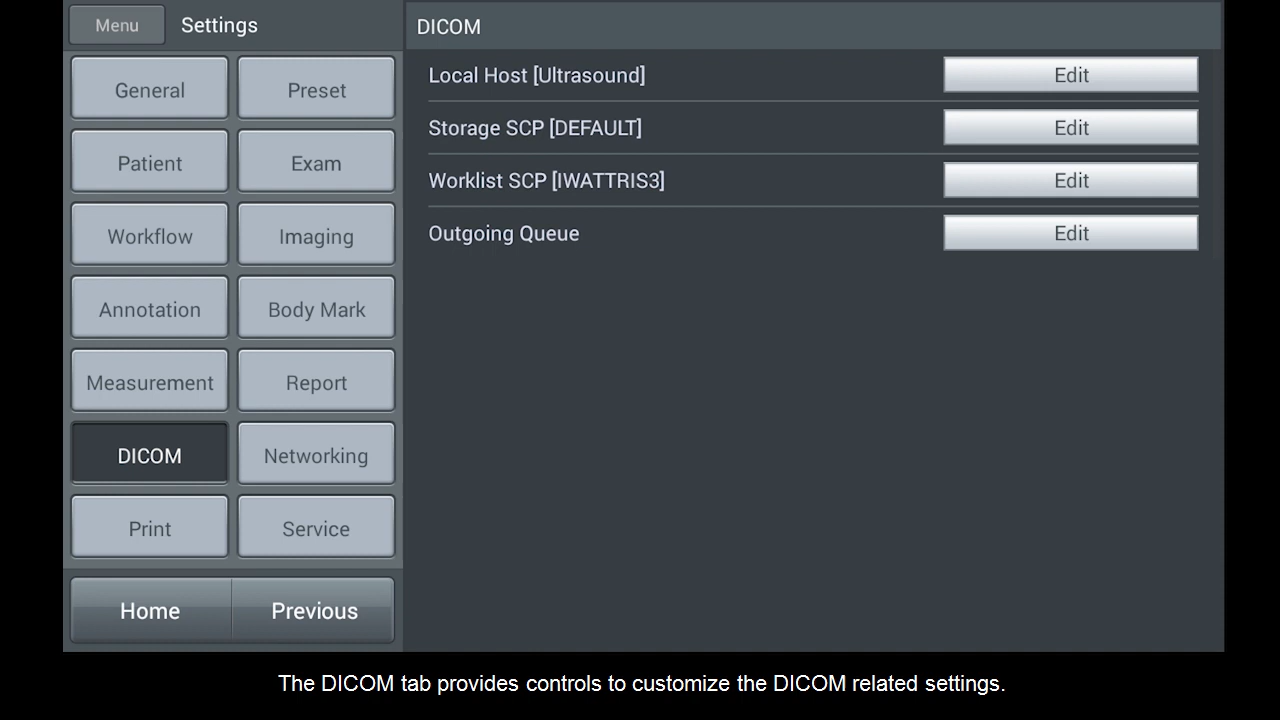 Menu Settings
General Preset
Patient Exam
Workflow Imaging
Annotation Body Mark
Measurement Report
DICOM Networking
Print Service
Home Previous
DICOM
Local Host [Ultrasound] Edit
Storage SCP [DEFAULT] Edit
Worklist SCP [IWATTRIS3] Edit
Outgoing Queue Edit
The DICOM tab provides controls to customize the DICOM related settings.